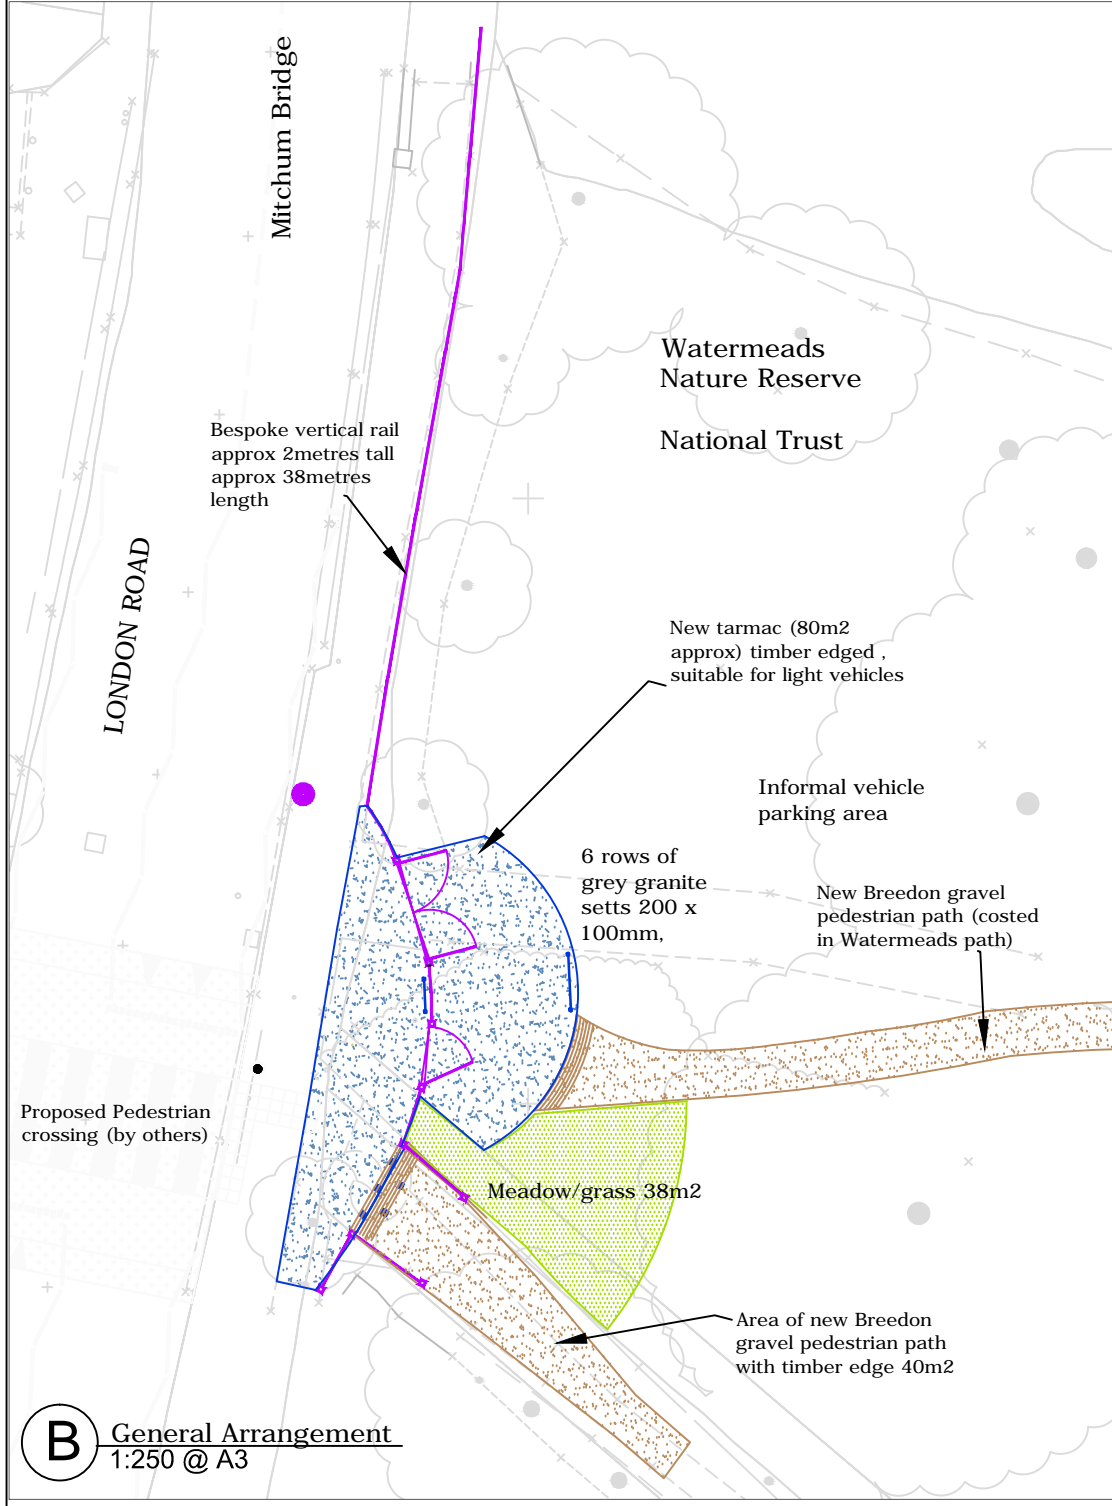 Mitchum Bridge
Watermeads
Nature Reserve
National Trust
Bespoke vertical rail
approx 2metres tall
approx 38metres
length
LONDON ROAD
New tarmac (80m2
approx) timber edged ,
suitable for light vehicles
Informal vehicle
parking area
6 rows of
grey granite
setts 200 x
100mm,
New Breedon gravel
pedestrian path (costed
in Watermeads path)
Proposed Pedestrian
crossing (by others)
Meadow/grass 38m2
Area of new Breedon
gravel pedestrian path
with timber edge 40m2
B
General Arrangement
1:250 @ A3